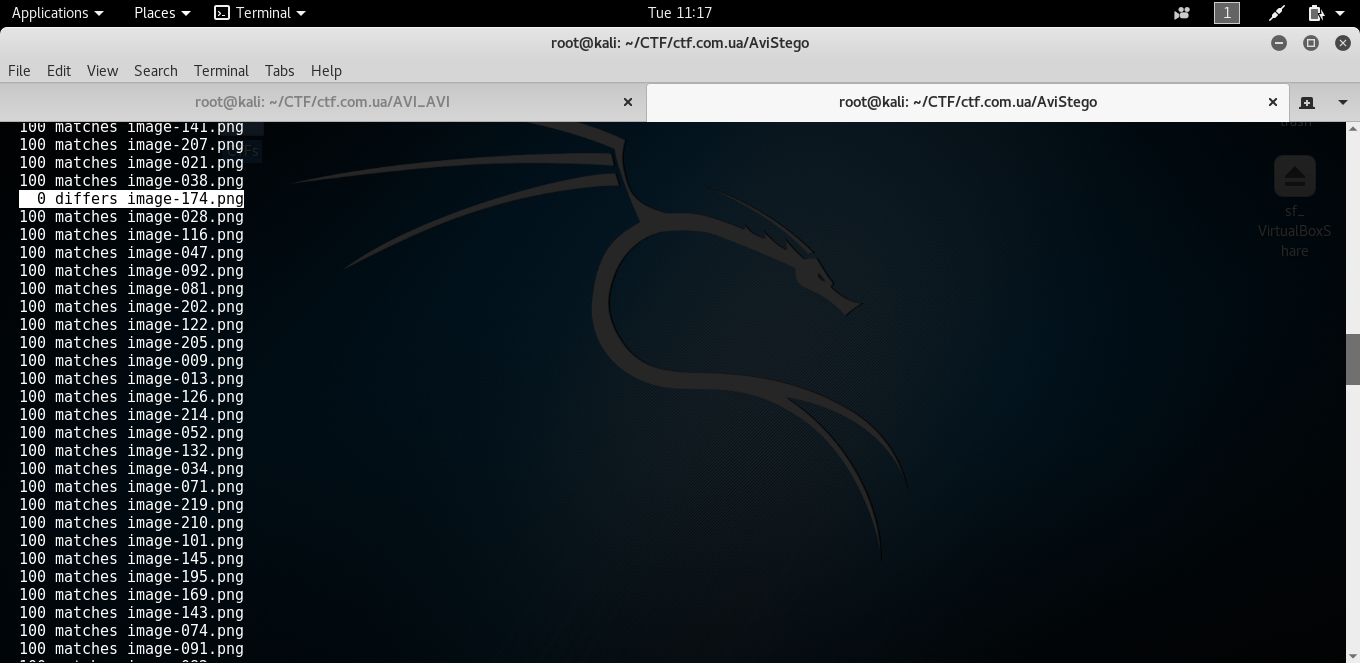 Applications Places Terminal Tue 11:17 1
root@kali: ~/CTF/ctf.com.ua/AviStego
File Edit View Search Terminal Tabs Help
root@kali: ~/CTF/ctf.com.ua/AVI_AVI root@kali: ~/CTF/ctf.com.ua/AviStego
100 matches image-141.png
100 matches image-207.png
100 matches image-021.png
100 matches image-038.png
0 differs image-174.png
100 matches image-028.png
100 matches image-116.png
100 matches image-047.png
100 matches image-092.png
100 matches image-081.png
100 matches image-202.png
100 matches image-122.png
100 matches image-205.png
100 matches image-009.png
100 matches image-013.png
100 matches image-126.png
100 matches image-214.png
100 matches image-052.png
100 matches image-132.png
100 matches image-034.png
100 matches image-071.png
100 matches image-219.png
100 matches image-210.png
100 matches image-101.png
100 matches image-145.png
100 matches image-195.png
100 matches image-169.png
100 matches image-143.png
100 matches image-074.png
100 matches image-091.png
sf_
VirtualBoxS
hare